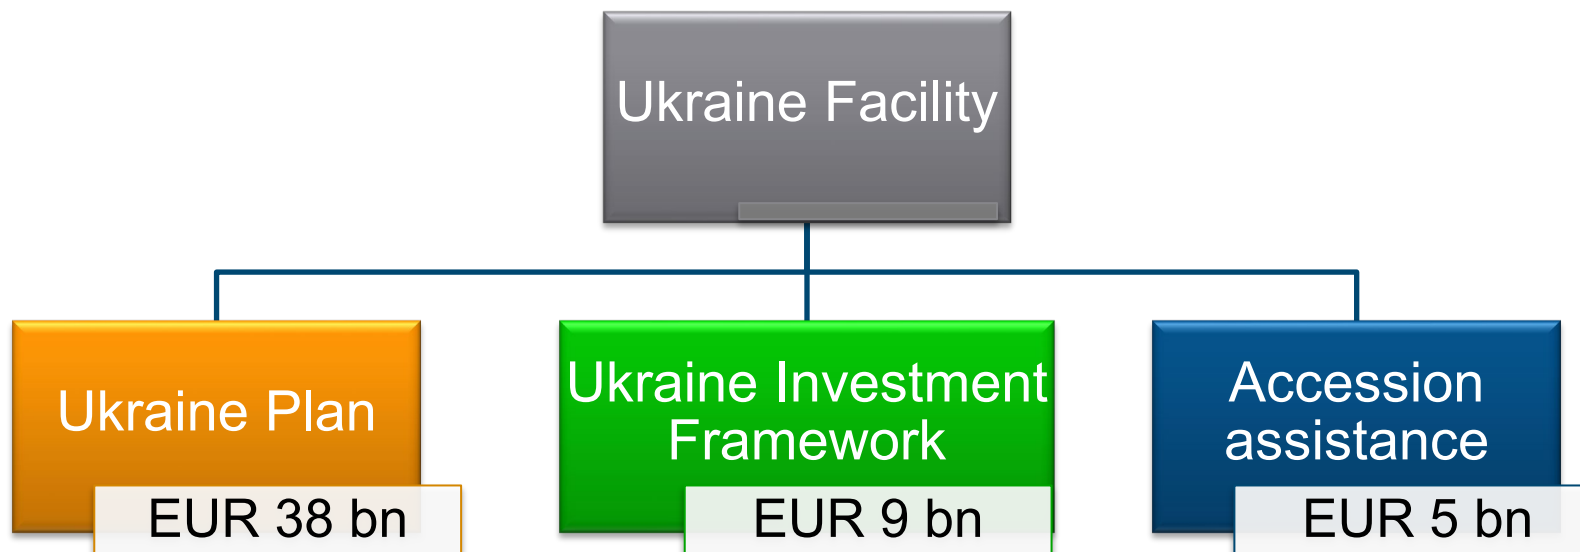 Ukraine Facility
Ukraine Plan
EUR 38 bn
Ukraine Investment
Framework
EUR 9 bn
Accession
assistance
EUR 5 bn